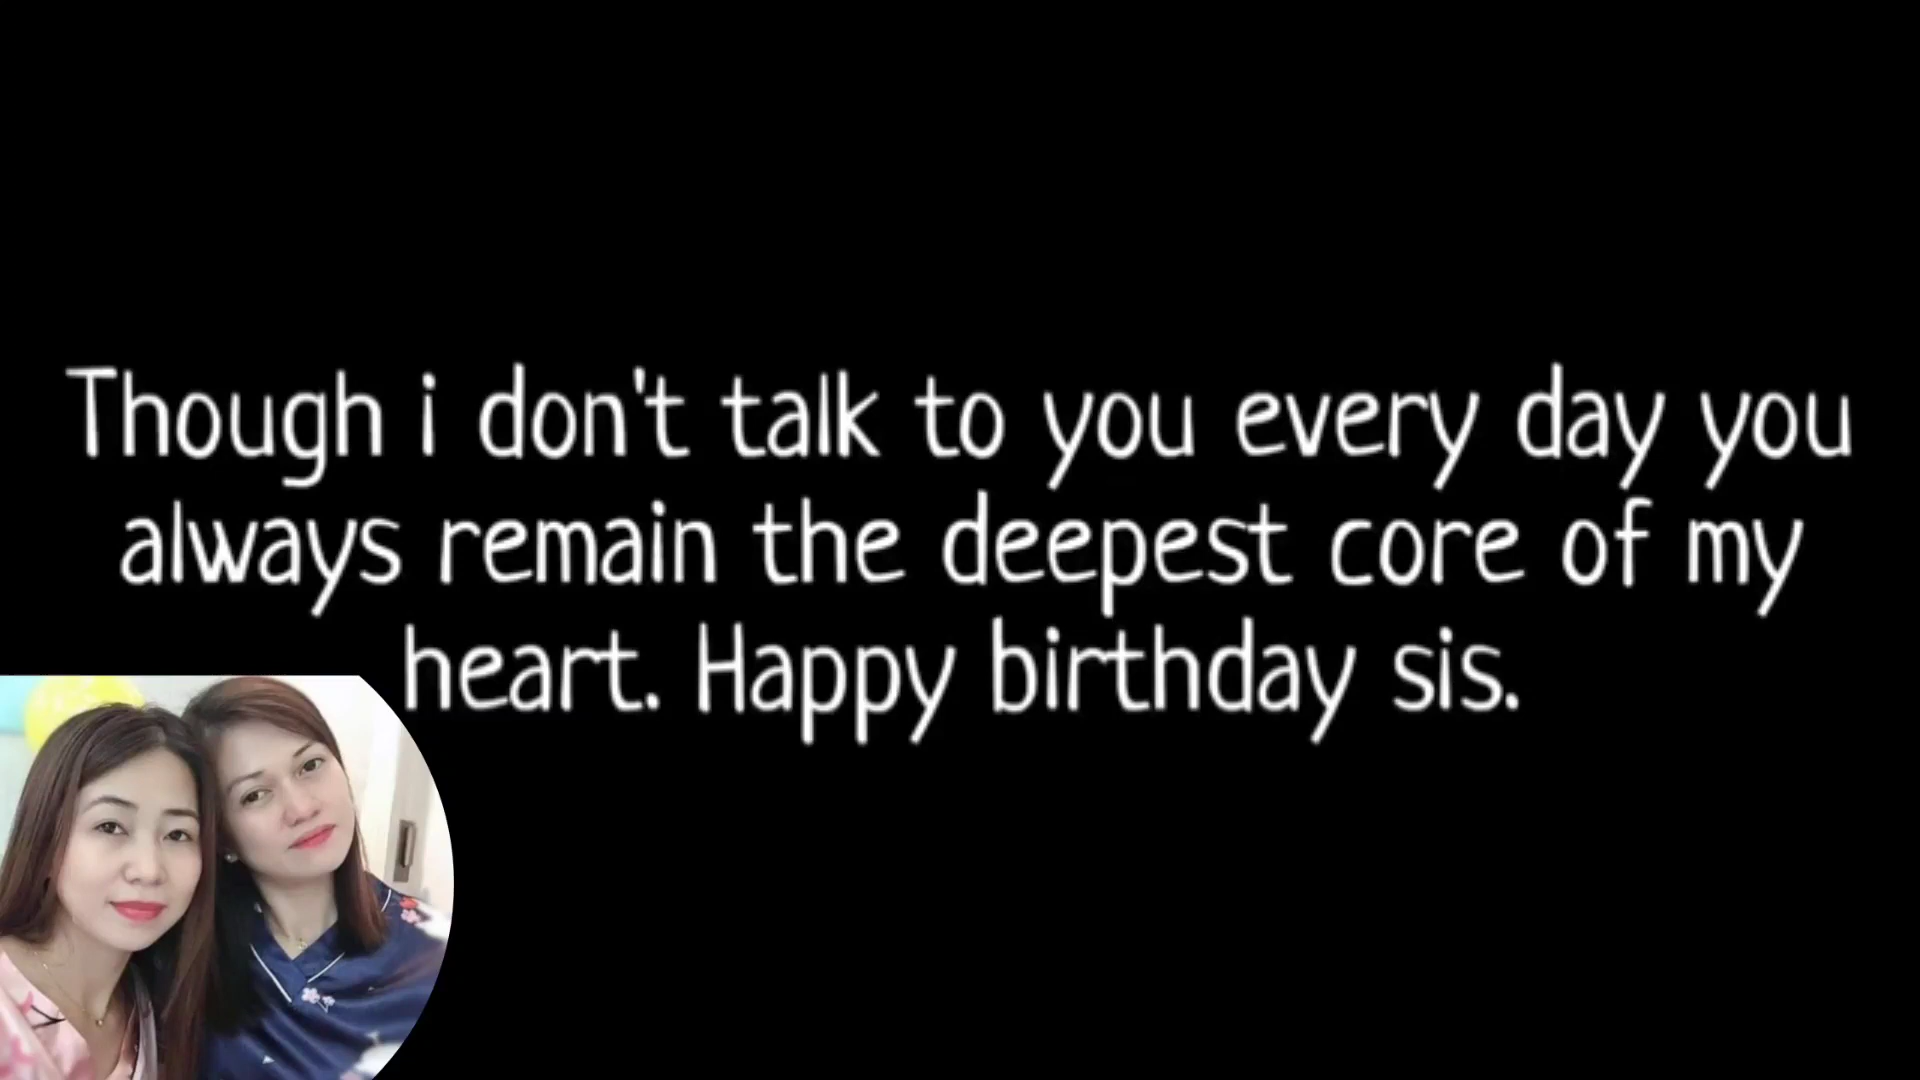 Though i don't talk to you every day you
always remain the deepest core of my
heart. Happy birthday sis.